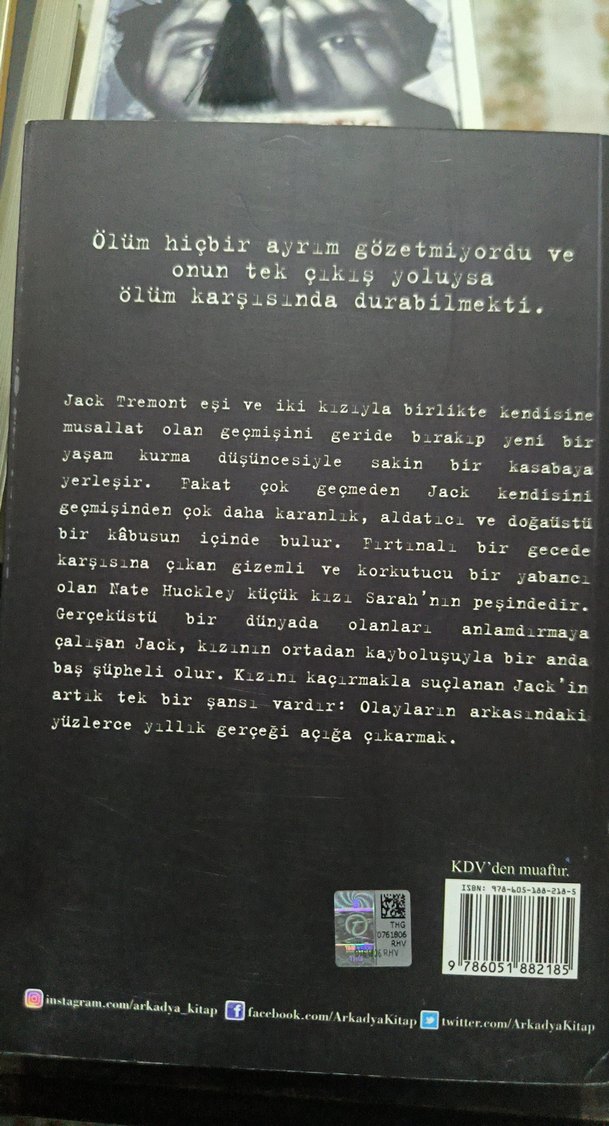 Ölüm hiçbir ayrım gözetmiyordu ve
onun tek çıkış yoluysa
ölüm karşısında durabilmekti.
Jack Tremont eşi ve iki kızıyla birlikte kendisine
musallat olan geçmişini geride bırakıp yeni bir
yaşam kurma düşüncesiyle sakin bir kasabaya
yerleşir. Fakat çok geçmeden Jack kendisini
geçmişinden çok daha karanlık, aldatıcı ve doğaüstü
bir kâbusun içinde bulur. Fırtınalı bir gecede
karşısına çıkan gizemli ve korkutucu bir yabancı
olan Nate Huckley küçük kızı Sarah'nın peşindedir.
Gerçeküstü bir dünyada olanları anlamdırmaya
çalışan Jack, kızının ortadan kayboluşuyla bir anda
baş şüpheli olur. Kızını kaçırmakla suçlanan Jack'in
artık tek bir şansı vardır: Olayların arkasındaki
yüzlerce yıllık gerçeği açığa çıkarmak.
KDV'den muaftır.
ISBN: 978-605-188-218-5
THG
0761806
RHV
9 786051 882185
instagram.com/arkadya_kitap facebook.com/ArkadyaKitap twitter.com/ArkadyaKitap